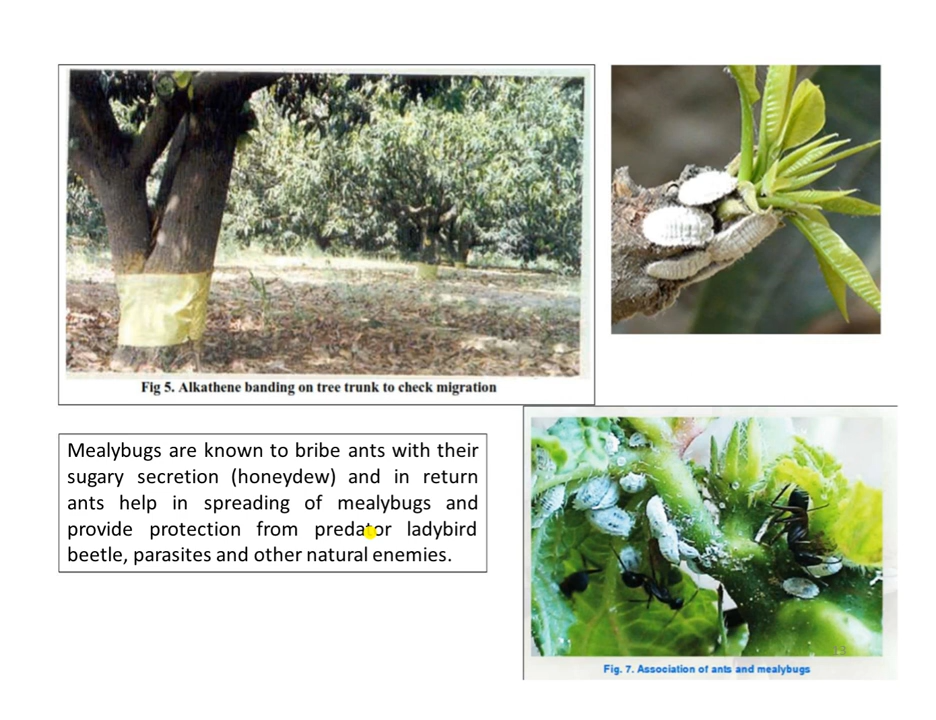 Fig 5. Alkathene banding on tree trunk to check migration
Mealybugs are known to bribe ants with their
sugary secretion (honeydew) and in return
ants help in spreading of mealybugs and
provide protection from predator ladybird
beetle, parasites and other natural enemies.
13
Fig. 7. Association of ants and mealybugs